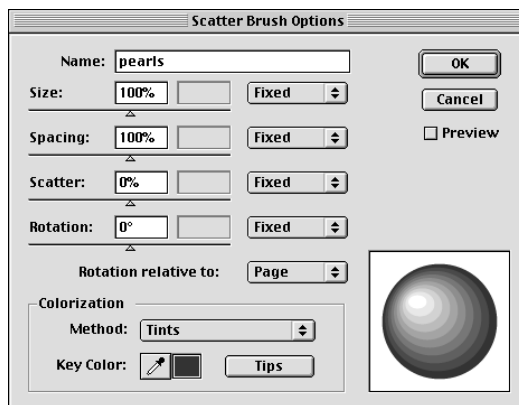 Scatter Brush Options
Name: pearls
OK
Size: 100% Fixed
Cancel
Spacing: 100% Fixed
Preview
Scatter: 0% Fixed
Rotation: 0° Fixed
Rotation relative to: Page
Colorization
Method: Tints
Key Color: Tips